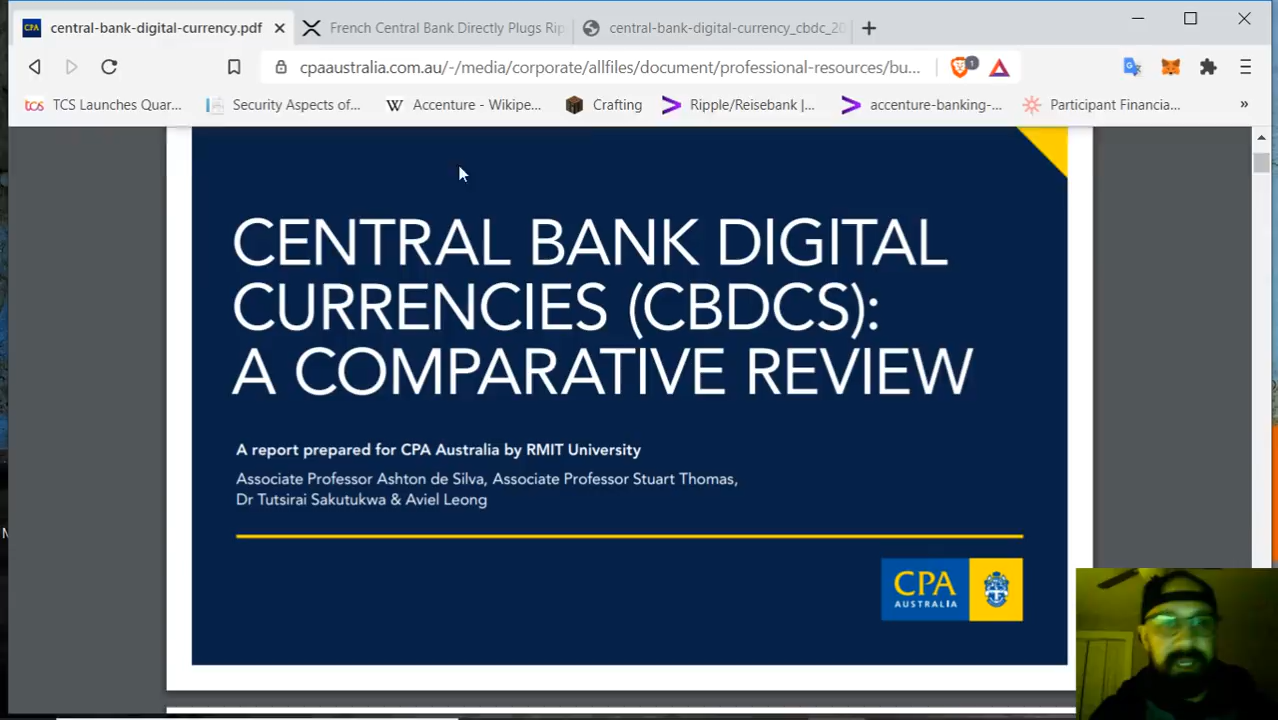 central-bank-digital-currency.pdf
French Central Bank Directly Plugs Rip
central-bank-digital-currency_cbdc_20
cpaaustralia.com.au/-/media/corporate/allfiles/document/professional-resources/bu...
1
tcs TCS Launches Quar...
Security Aspects of...
W Accenture - Wikipe...
Crafting
Ripple/Reisebank |...
accenture-banking-...
Participant Financia...
»
CENTRAL BANK DIGITAL
CURRENCIES (CBDCS):
A COMPARATIVE REVIEW
A report prepared for CPA Australia by RMIT University
Associate Professor Ashton de Silva, Associate Professor Stuart Thomas,
Dr Tutsirai Sakutukwa & Aviel Leong
CPA
AUSTRALIA